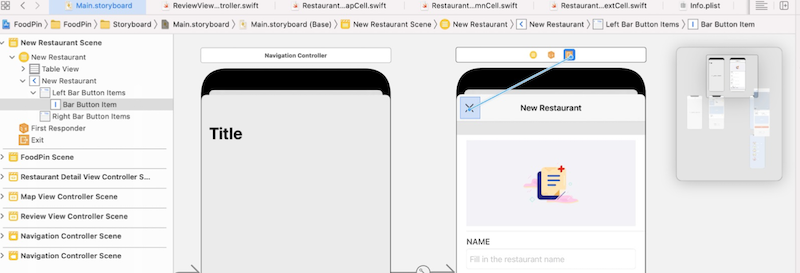 Main.storyboard
ReviewView...troller.swift
Restaurant...apCell.swift
Restaurant...mnCell.swift
Restaurant...extCell.swift
Info.plist
FoodPin
FoodPin
Storyboard
Main.storyboard
Main.storyboard (Base)
New Restaurant Scene
New Restaurant
New Restaurant
Left Bar Button Items
Bar Button Item
New Restaurant Scene
New Restaurant
Table View
New Restaurant
Left Bar Button Items
Bar Button Item
Right Bar Button Items
First Responder
Exit
FoodPin Scene
Restaurant Detail View Controller S...
Map View Controller Scene
Review View Controller Scene
Navigation Controller Scene
Navigation Controller Scene
Navigation Controller
Title
New Restaurant
NAME
Fill in the restaurant name